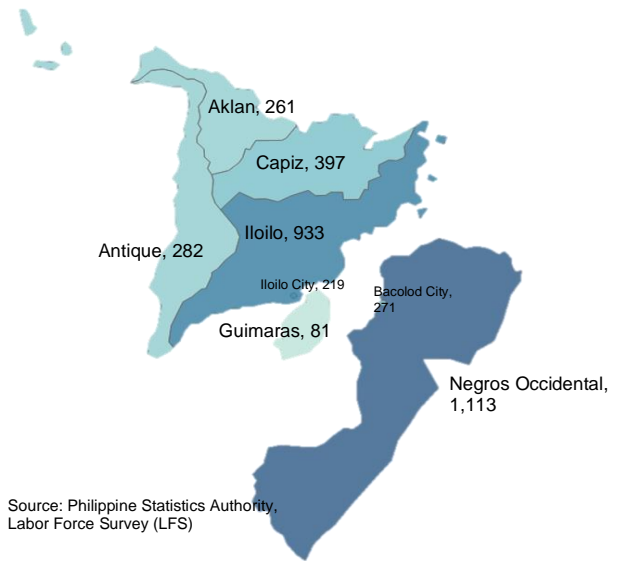 Aklan, 261
Capiz, 397
Iloilo, 933
Antique, 282
Iloilo City, 219
Bacolod City,
271
Guimaras, 81
Negros Occidental,
1,113
Source: Philippine Statistics Authority,
Labor Force Survey (LFS)